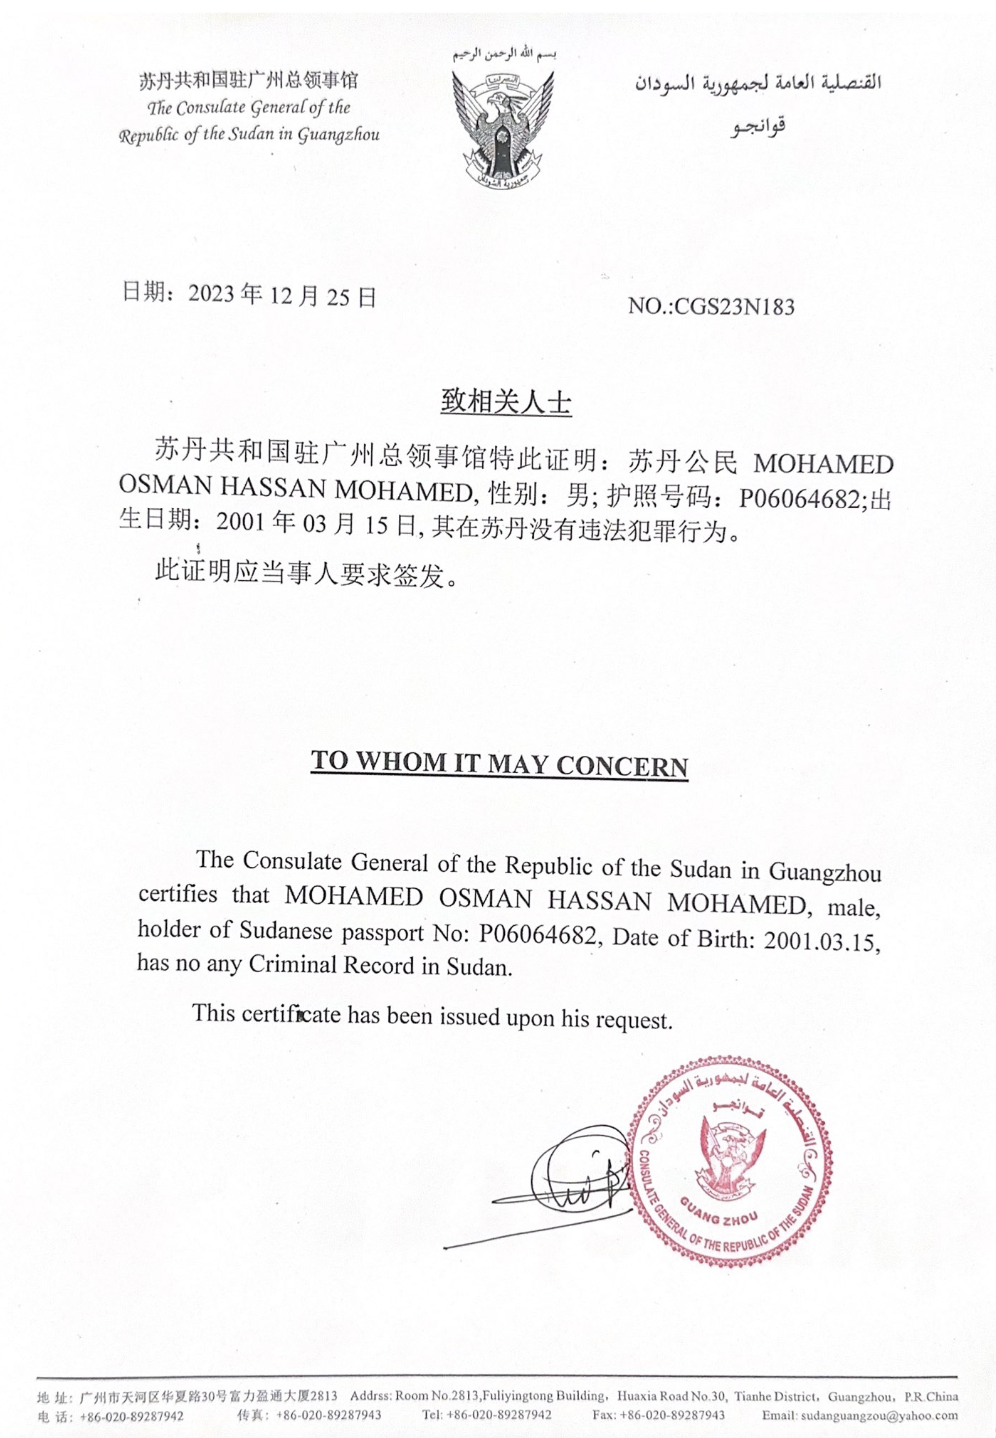 بسم الله الرحمن الرحيم
苏丹共和国驻广州总领事馆
The Consulate General of the
Republic of the Sudan in Guangzhou
القنصلية العامة لجمهورية السودان
قوانجـو
جمهورية السودان
日期：2023 年 12 月 25 日
NO.:CGS23N183
致相关人士
苏丹共和国驻广州总领事馆特此证明：苏丹公民 MOHAMED
OSMAN HASSAN MOHAMED, 性别：男; 护照号码：P06064682;出
生日期：2001 年 03 月 15 日, 其在苏丹没有违法犯罪行为。
此证明应当事人要求签发。
TO WHOM IT MAY CONCERN
The Consulate General of the Republic of the Sudan in Guangzhou
certifies that MOHAMED OSMAN HASSAN MOHAMED, male,
holder of Sudanese passport No: P06064682, Date of Birth: 2001.03.15,
has no any Criminal Record in Sudan.
This certificate has been issued upon his request.
القنصلية العامة لجمهورية السودان
قوانجـو
GUANG ZHOU
CONSULATE GENERAL OF THE REPUBLIC OF THE SUDAN
地 址：广州市天河区华夏路30号富力盈通大厦2813 Addrss: Room No.2813,Fuliyingtong Building，Huaxia Road No.30, Tianhe District，Guangzhou，P.R.China
电 话：+86-020-89287942 传真：+86-020-89287943 Tel: +86-020-89287942 Fax: +86-020-89287943 Email: sudanguangzou@yahoo.com